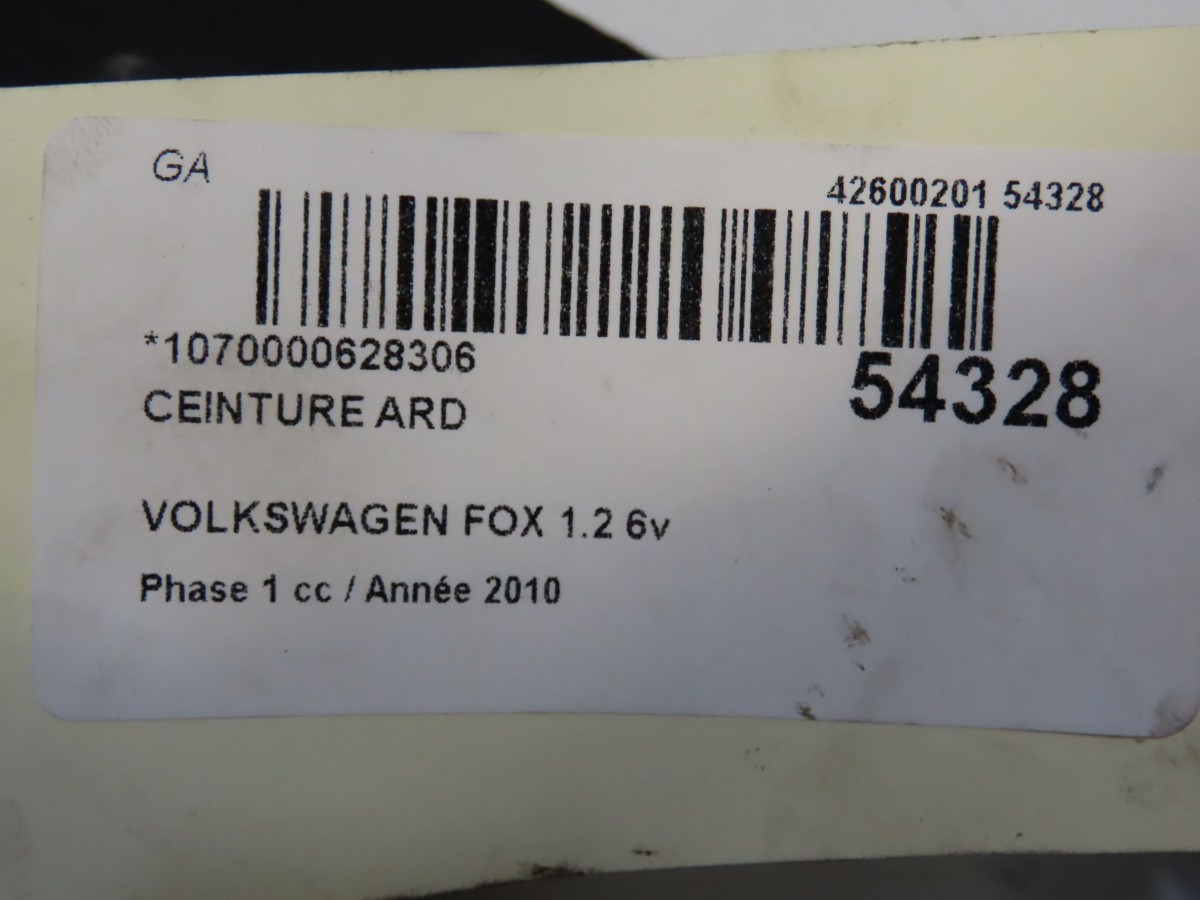 GA
42600201 54328
*1070000628306
54328
CEINTURE ARD
VOLKSWAGEN FOX 1.2 6v
Phase 1 cc / Année 2010